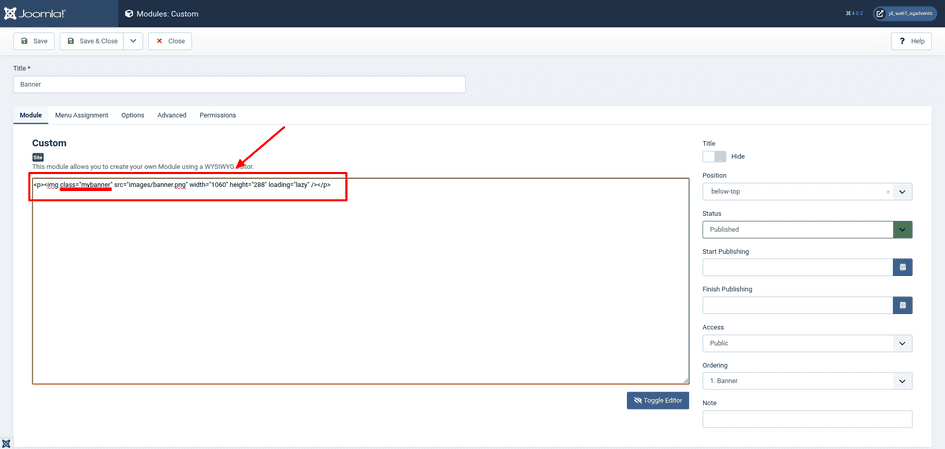 Joomla!® Modules: Custom 4.0.2 y8_web1_agadvents
Save Save & Close Close Help
Title *
Banner
Module Menu Assignment Options Advanced Permissions
Custom
Site
This module allows you to create your own Module using a WYSIWYG editor.
<p><img class="mybanner" src="images/banner.png" width="1060" height="288" loading="lazy" /></p>
Toggle Editor
Title
Hide
Position
below-top
Status
Published
Start Publishing
Finish Publishing
Access
Public
Ordering
1. Banner
Note